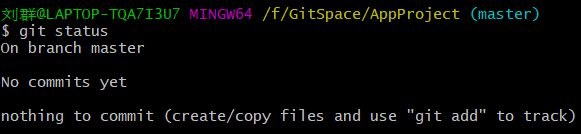 刘群@LAPTOP-TQA7I3U7 MINGW64 /f/GitSpace/AppProject (master)
$ git status
On branch master
No commits yet
nothing to commit (create/copy files and use "git add" to track)